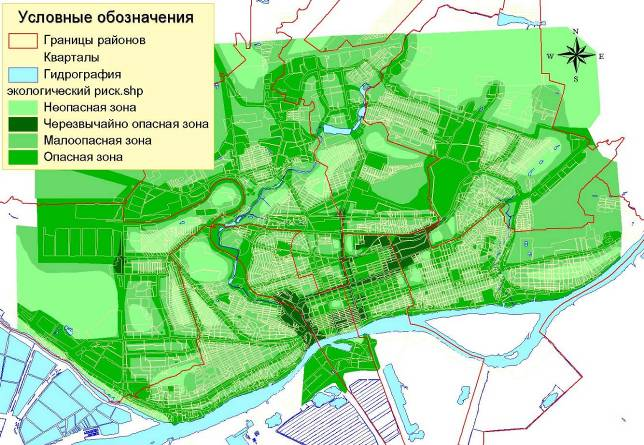 Условные обозначения
Границы районов
Кварталы
Гидрография
экологический риск.shp
Неопасная зона
Черезвычайно опасная зона
Малоопасная зона
Опасная зона
N
W
E
S